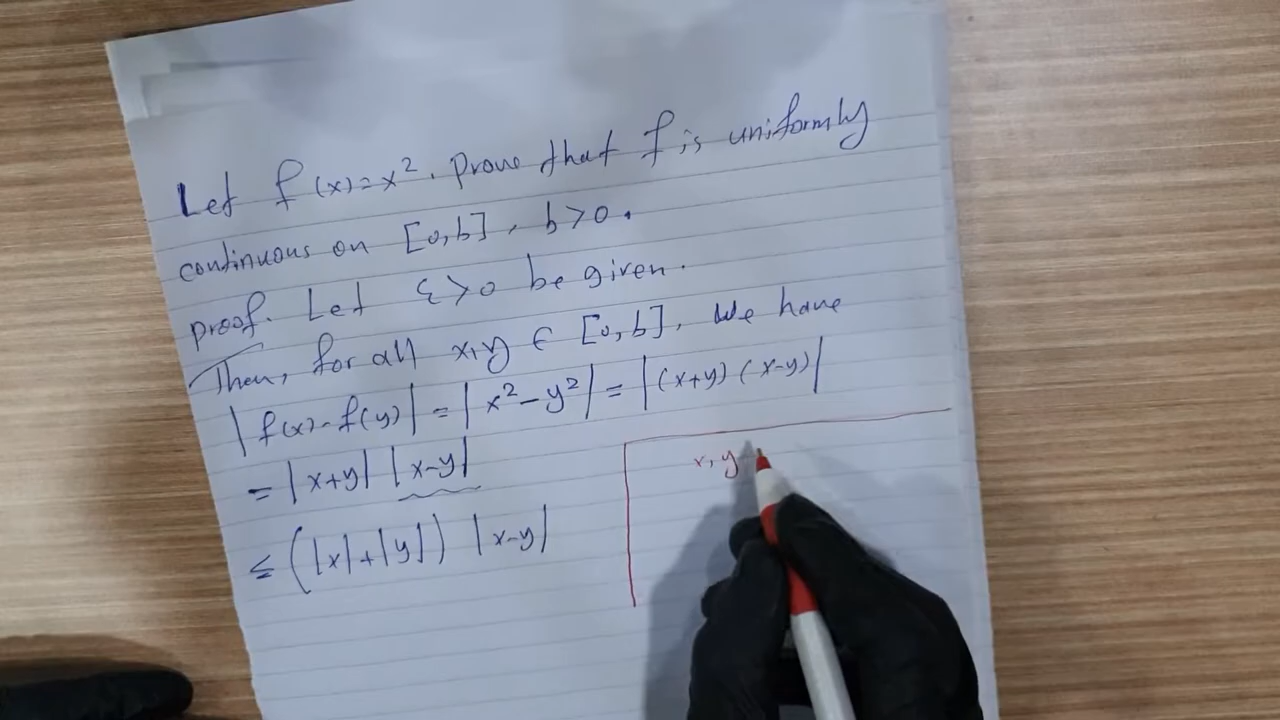 Let f(x)=x². Prove that f is uniformly
continuous on [0,b], b>0.
proof. Let ε>0 be given.
Then, for all x,y ∈ [0,b], we have
|f(x)-f(y)| = |x²-y²| = |(x+y)(x-y)|
= |x+y| |x-y|
≤ (|x|+|y|) |x-y|
x, y